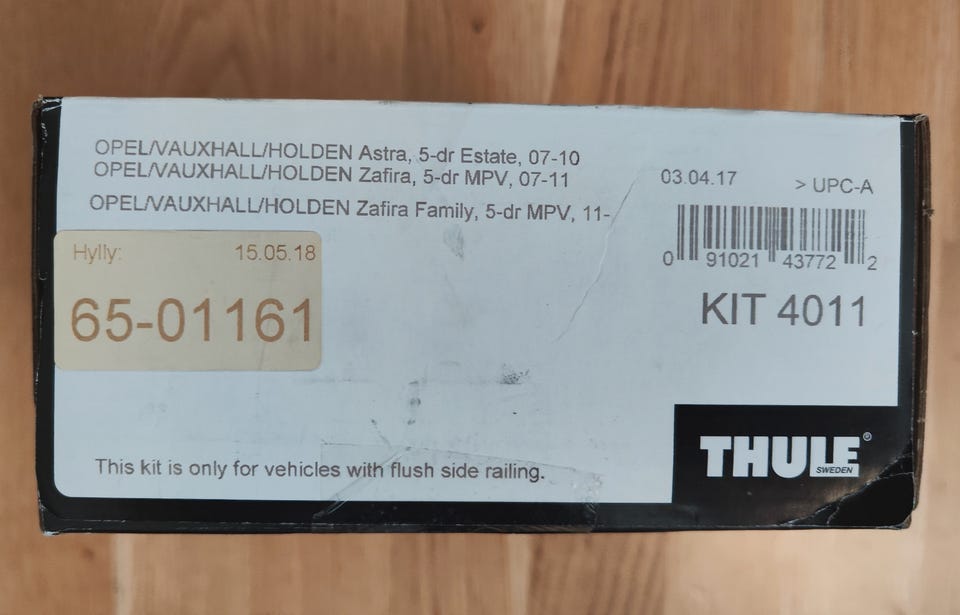 OPEL/VAUXHALL/HOLDEN Astra, 5-dr Estate, 07-10
OPEL/VAUXHALL/HOLDEN Zafira, 5-dr MPV, 07-11
OPEL/VAUXHALL/HOLDEN Zafira Family, 5-dr MPV, 11-
03.04.17 > UPC-A
0 91021 43772 2
KIT 4011
Hylly: 15.05.18
65-01161
This kit is only for vehicles with flush side railing.
THULE®
SWEDEN